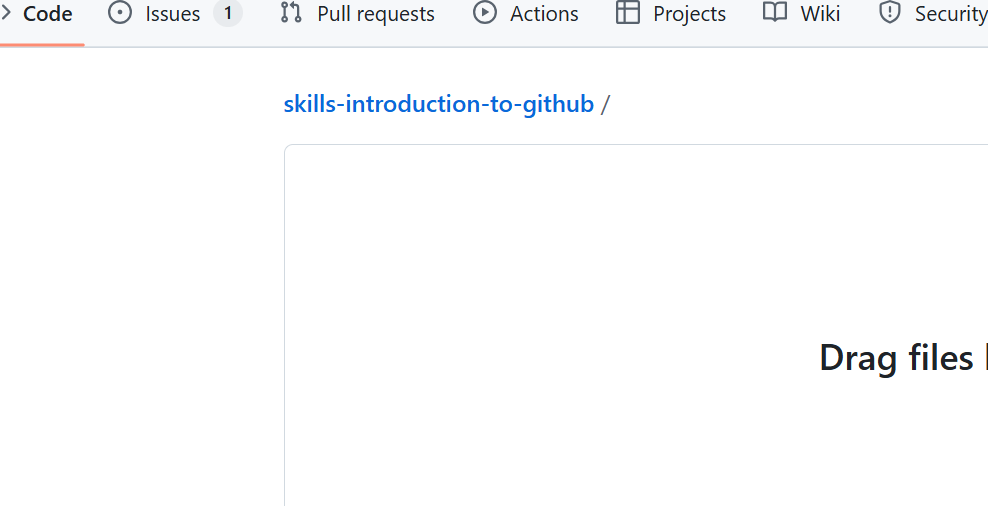 Code Issues 1 Pull requests Actions Projects Wiki Security
skills-introduction-to-github /
Drag files